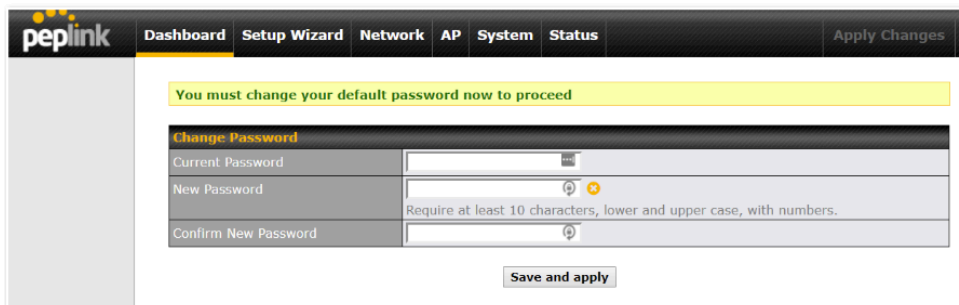 peplink Dashboard Setup Wizard Network AP System Status Apply Changes
You must change your default password now to proceed
Change Password
Current Password
New Password
Require at least 10 characters, lower and upper case, with numbers.
Confirm New Password
Save and apply